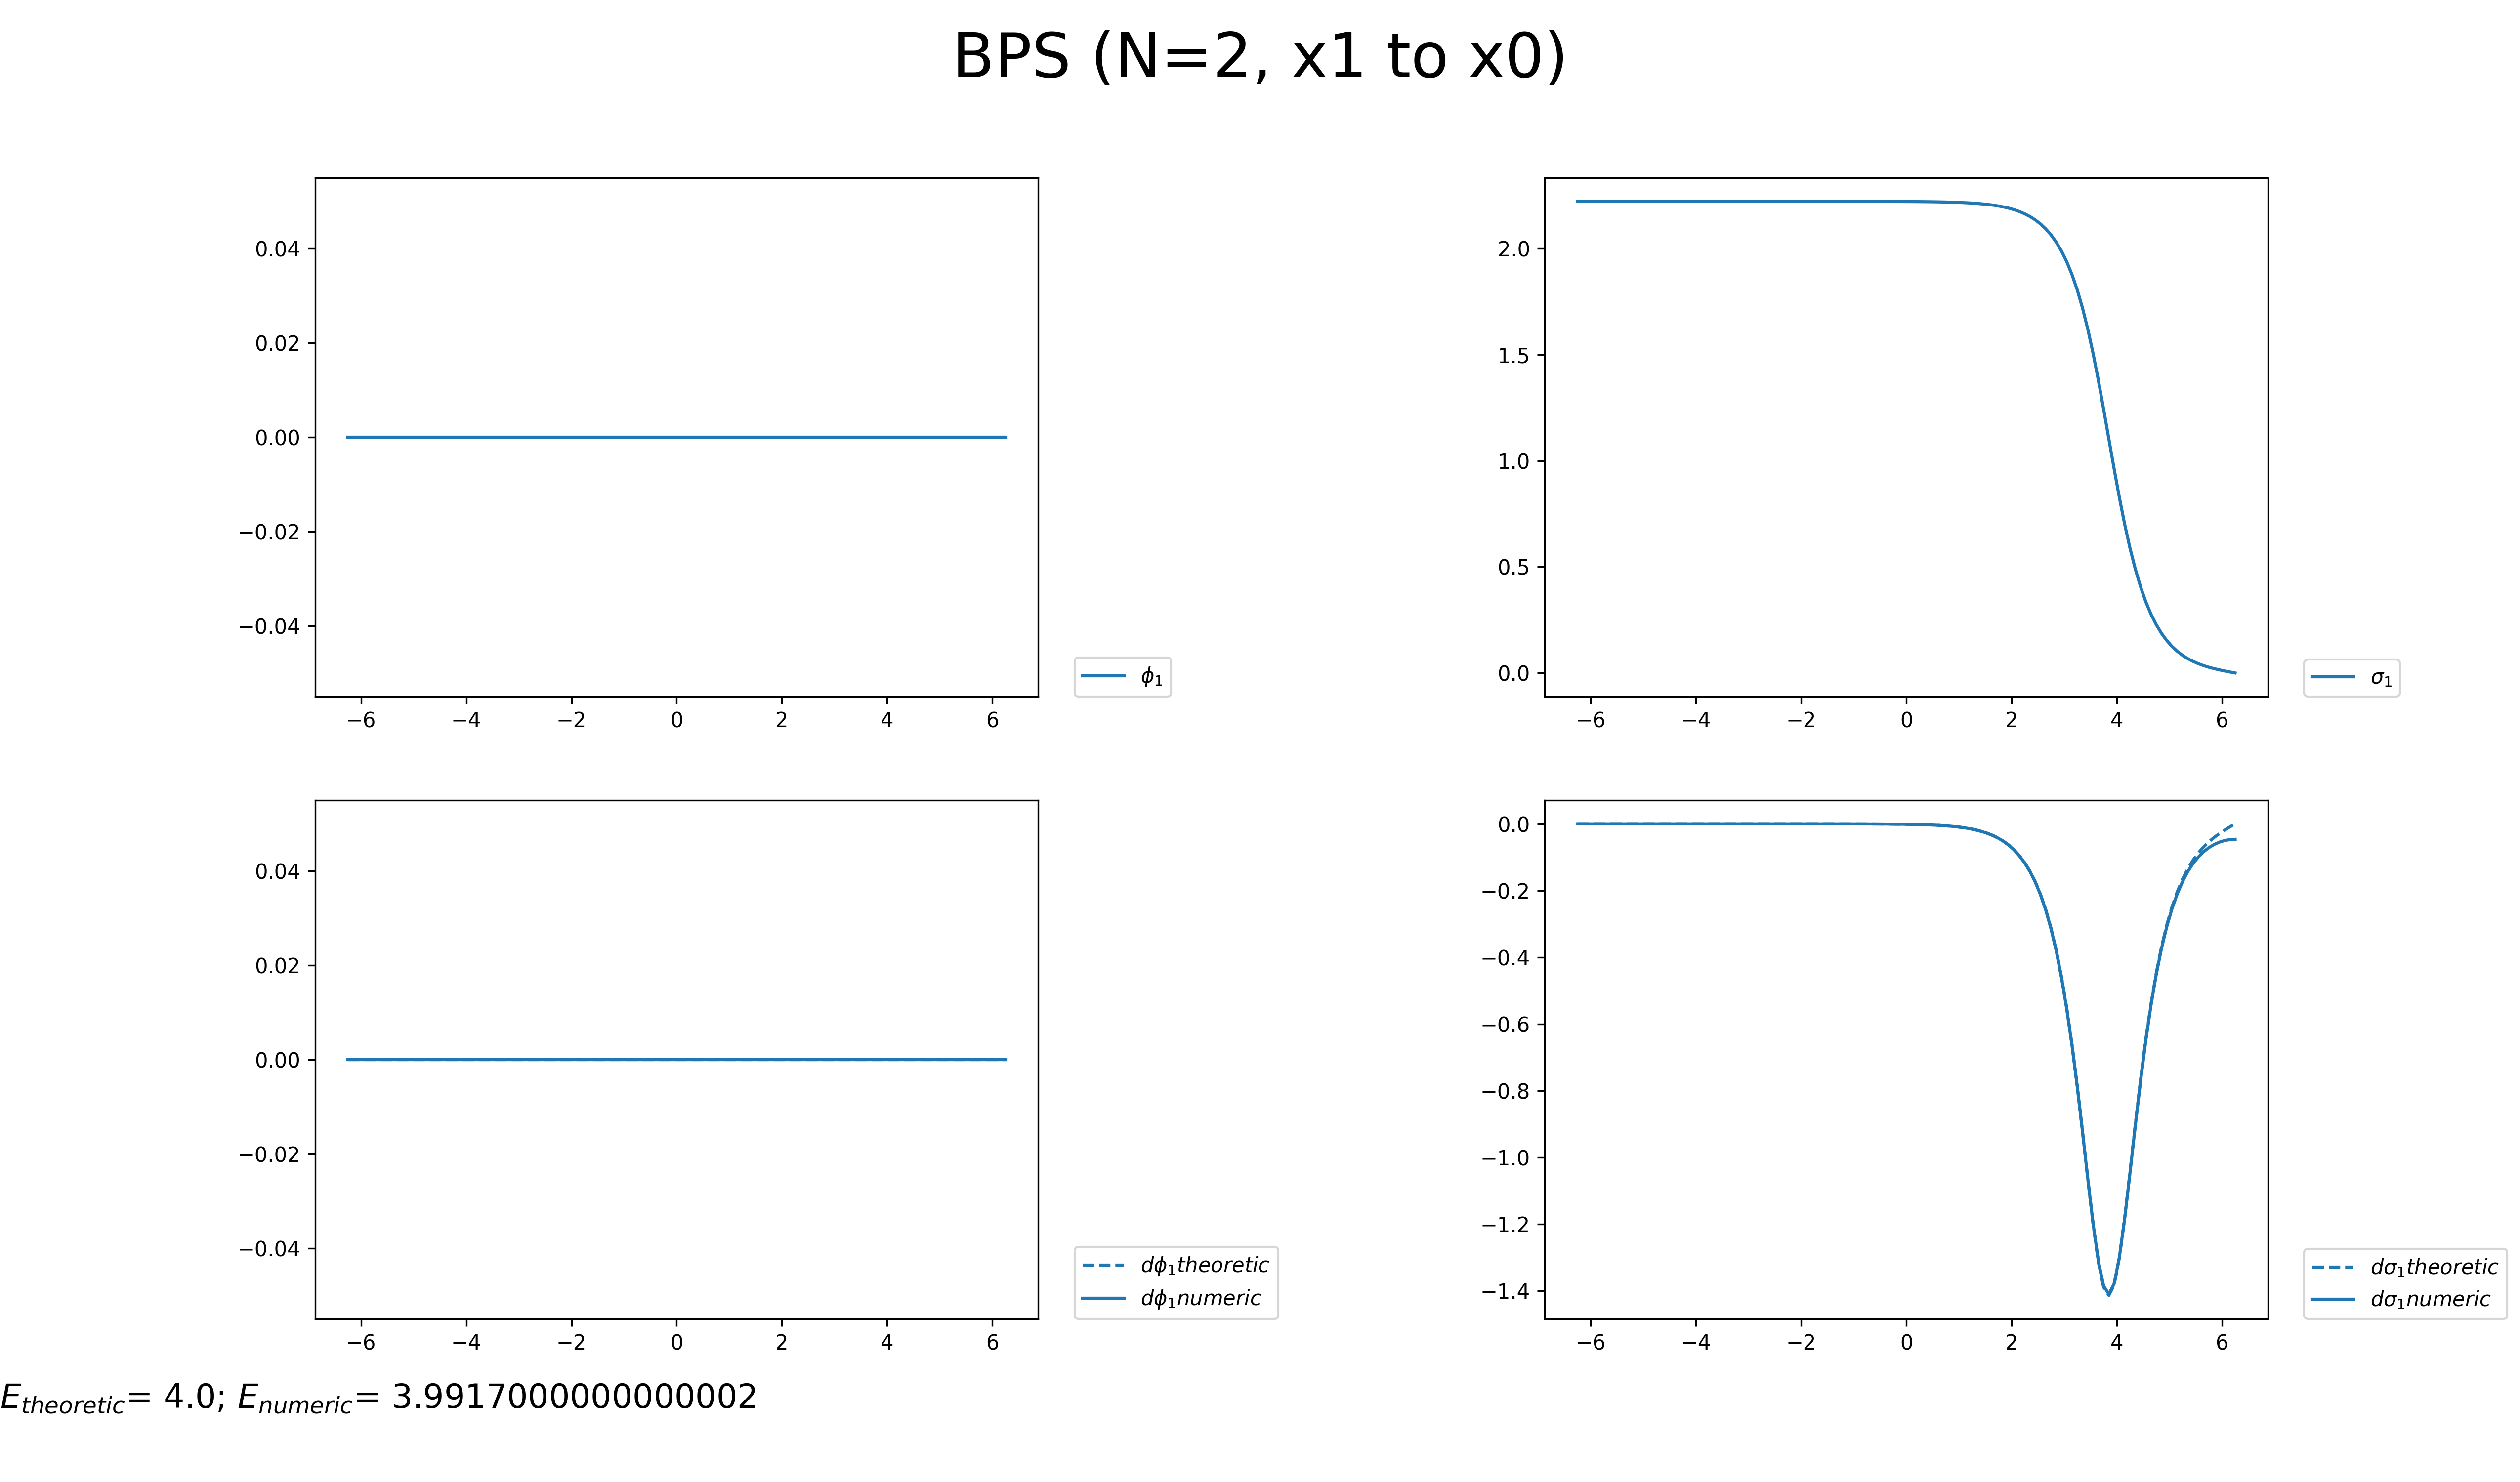 BPS (N=2, x1 to x0)
0.04
0.02
0.00
−0.02
−0.04
−6 −4 −2 0 2 4 6
ϕ₁
2.0
1.5
1.0
0.5
0.0
−6 −4 −2 0 2 4 6
σ₁
0.04
0.02
0.00
−0.02
−0.04
−6 −4 −2 0 2 4 6
dϕ₁theoretic
dϕ₁numeric
0.0
−0.2
−0.4
−0.6
−0.8
−1.0
−1.2
−1.4
−6 −4 −2 0 2 4 6
dσ₁theoretic
dσ₁numeric
E_theoretic= 4.0; E_numeric= 3.9917000000000002